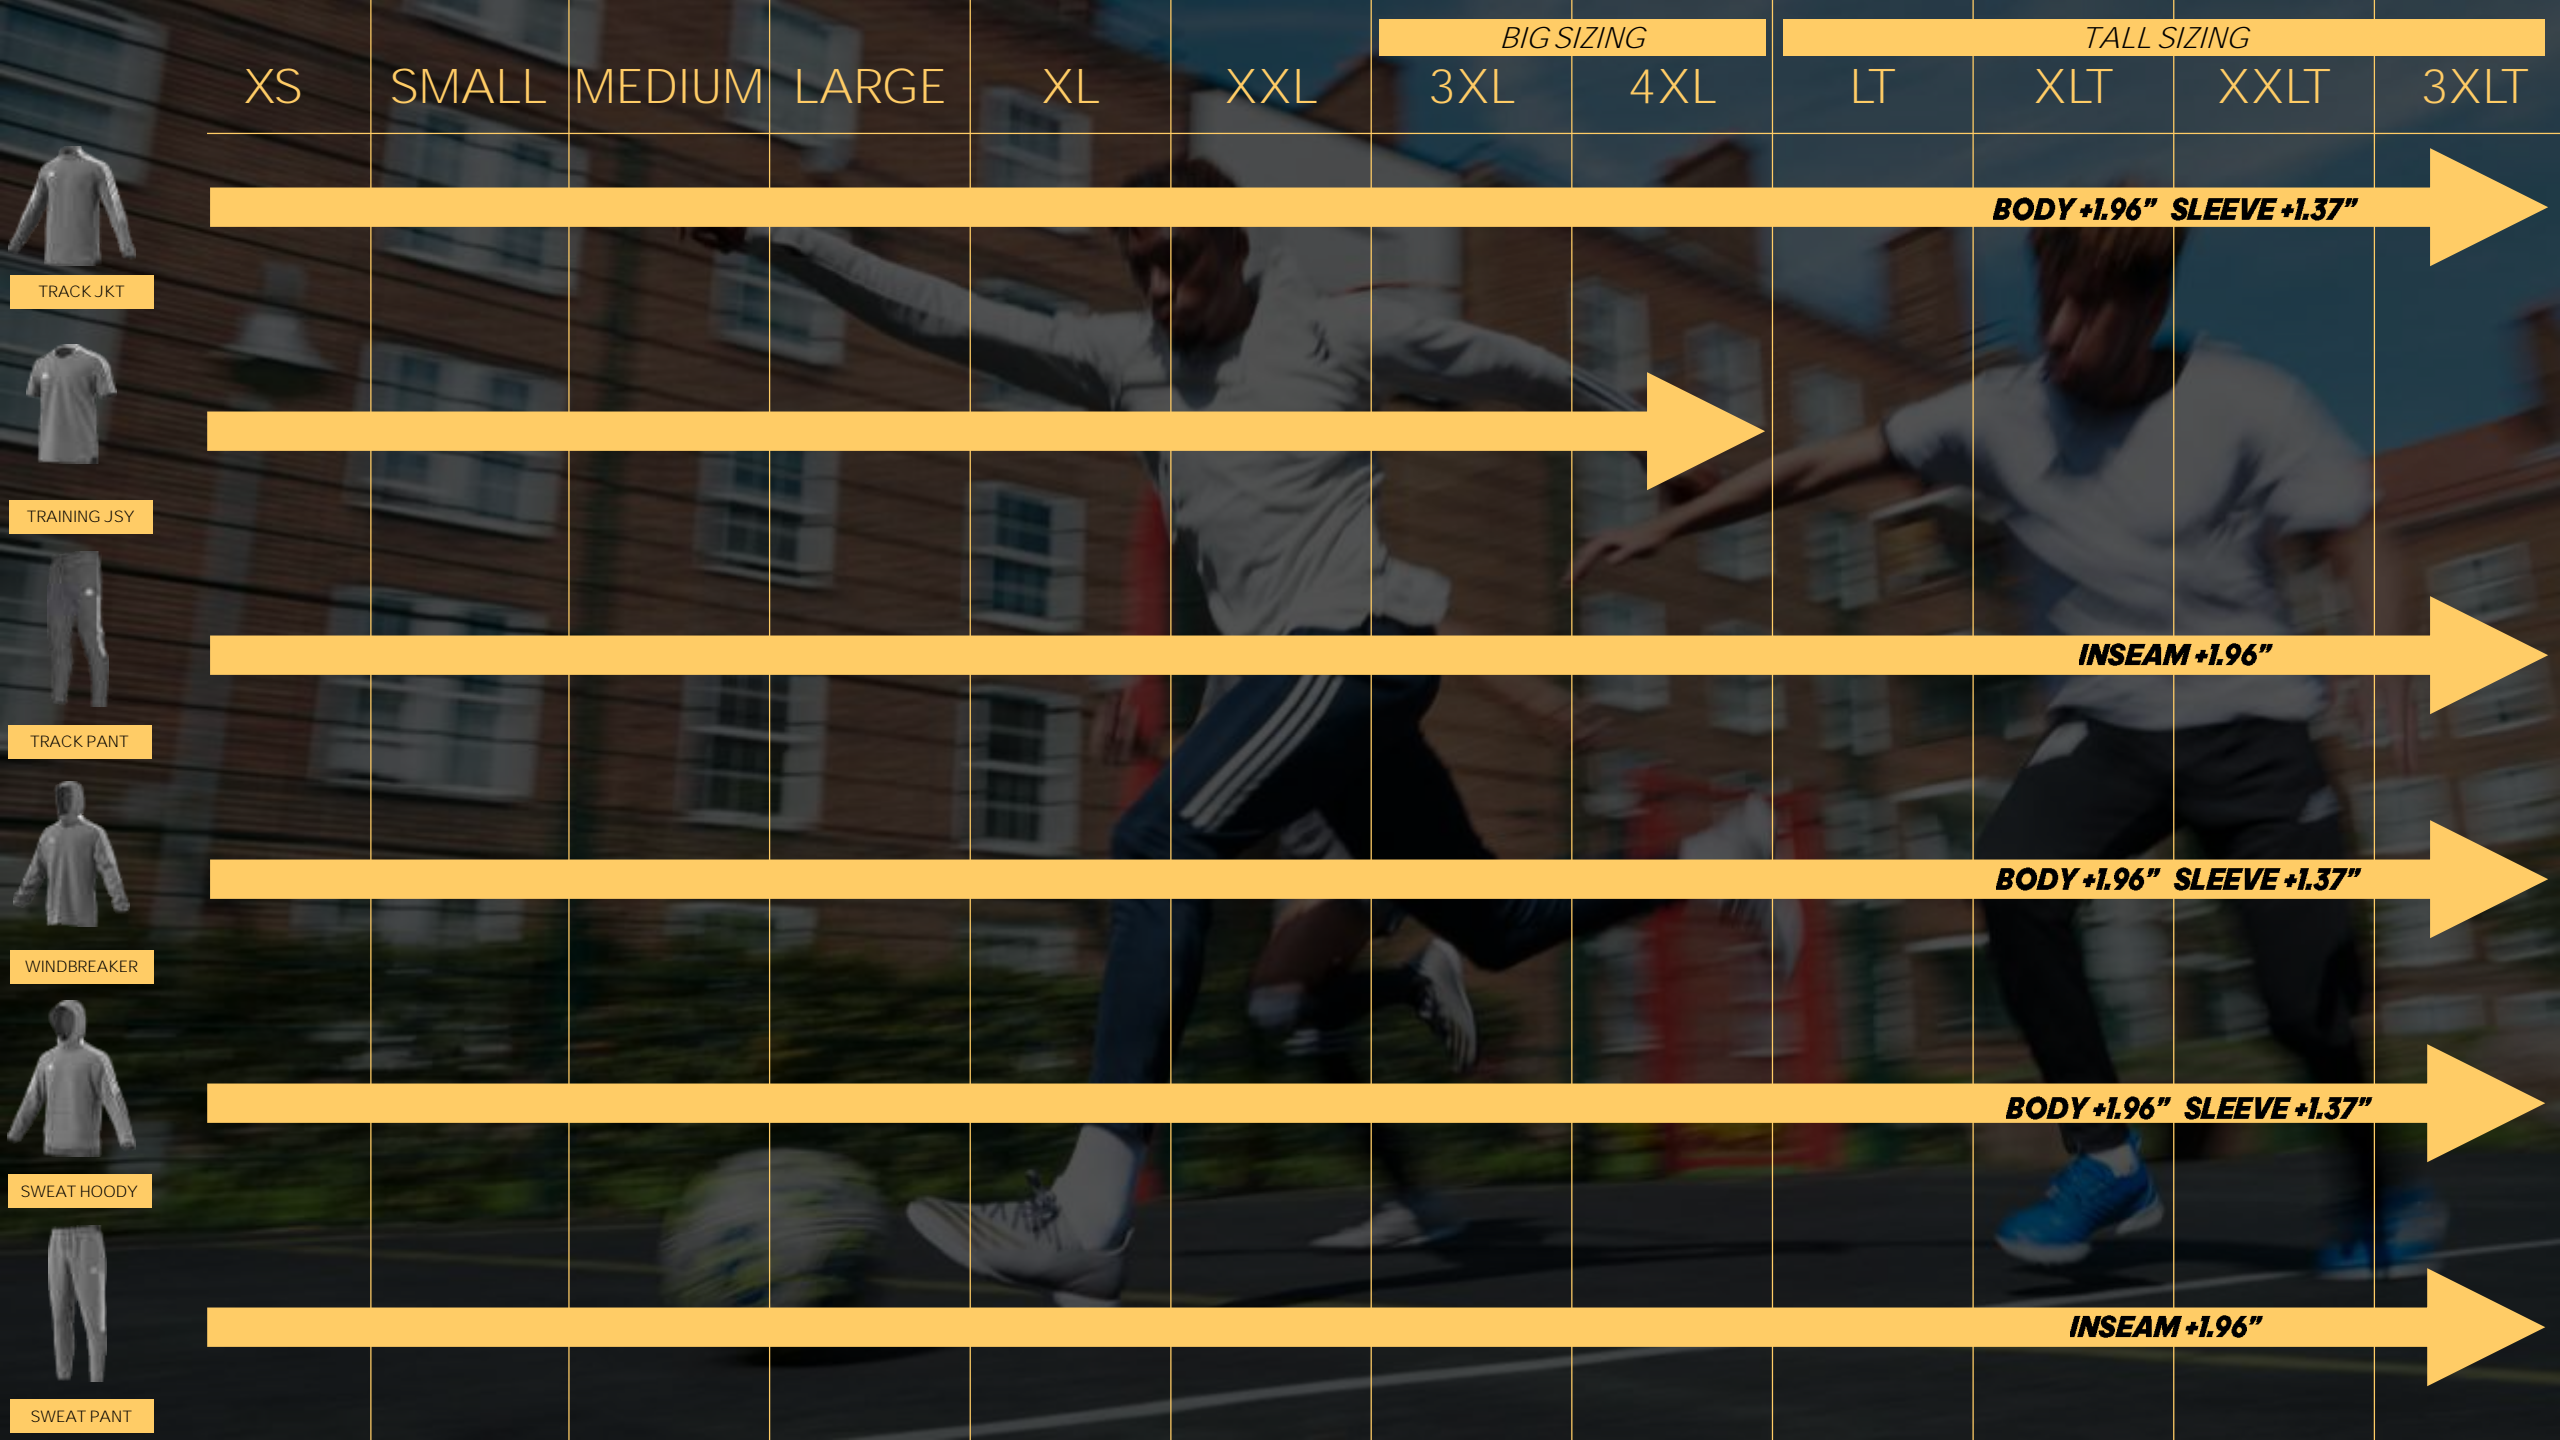 BIG SIZING TALL SIZING
XS SMALL MEDIUM LARGE XL XXL 3XL 4XL LT XLT XXLT 3XLT
BODY +1.96” SLEEVE +1.37”
TRACK JKT
TRAINING JSY
INSEAM +1.96”
TRACK PANT
BODY +1.96” SLEEVE +1.37”
WINDBREAKER
BODY +1.96” SLEEVE +1.37”
SWEAT HOODY
INSEAM +1.96”
SWEAT PANT